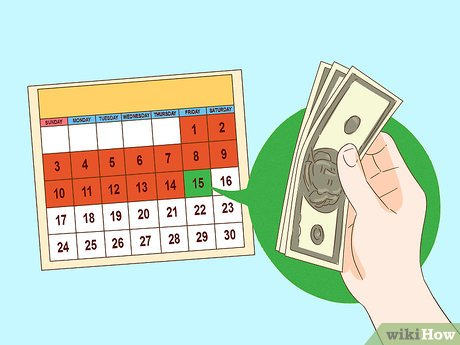 SUNDAY MONDAY TUESDAY WEDNESDAY THURSDAY FRIDAY SATURDAY
1 2
3 4 5 6 7 8 9
10 11 12 13 14 15 16
17 18 19 20 21 22 23
24 25 26 27 28 29 30
wikiHow